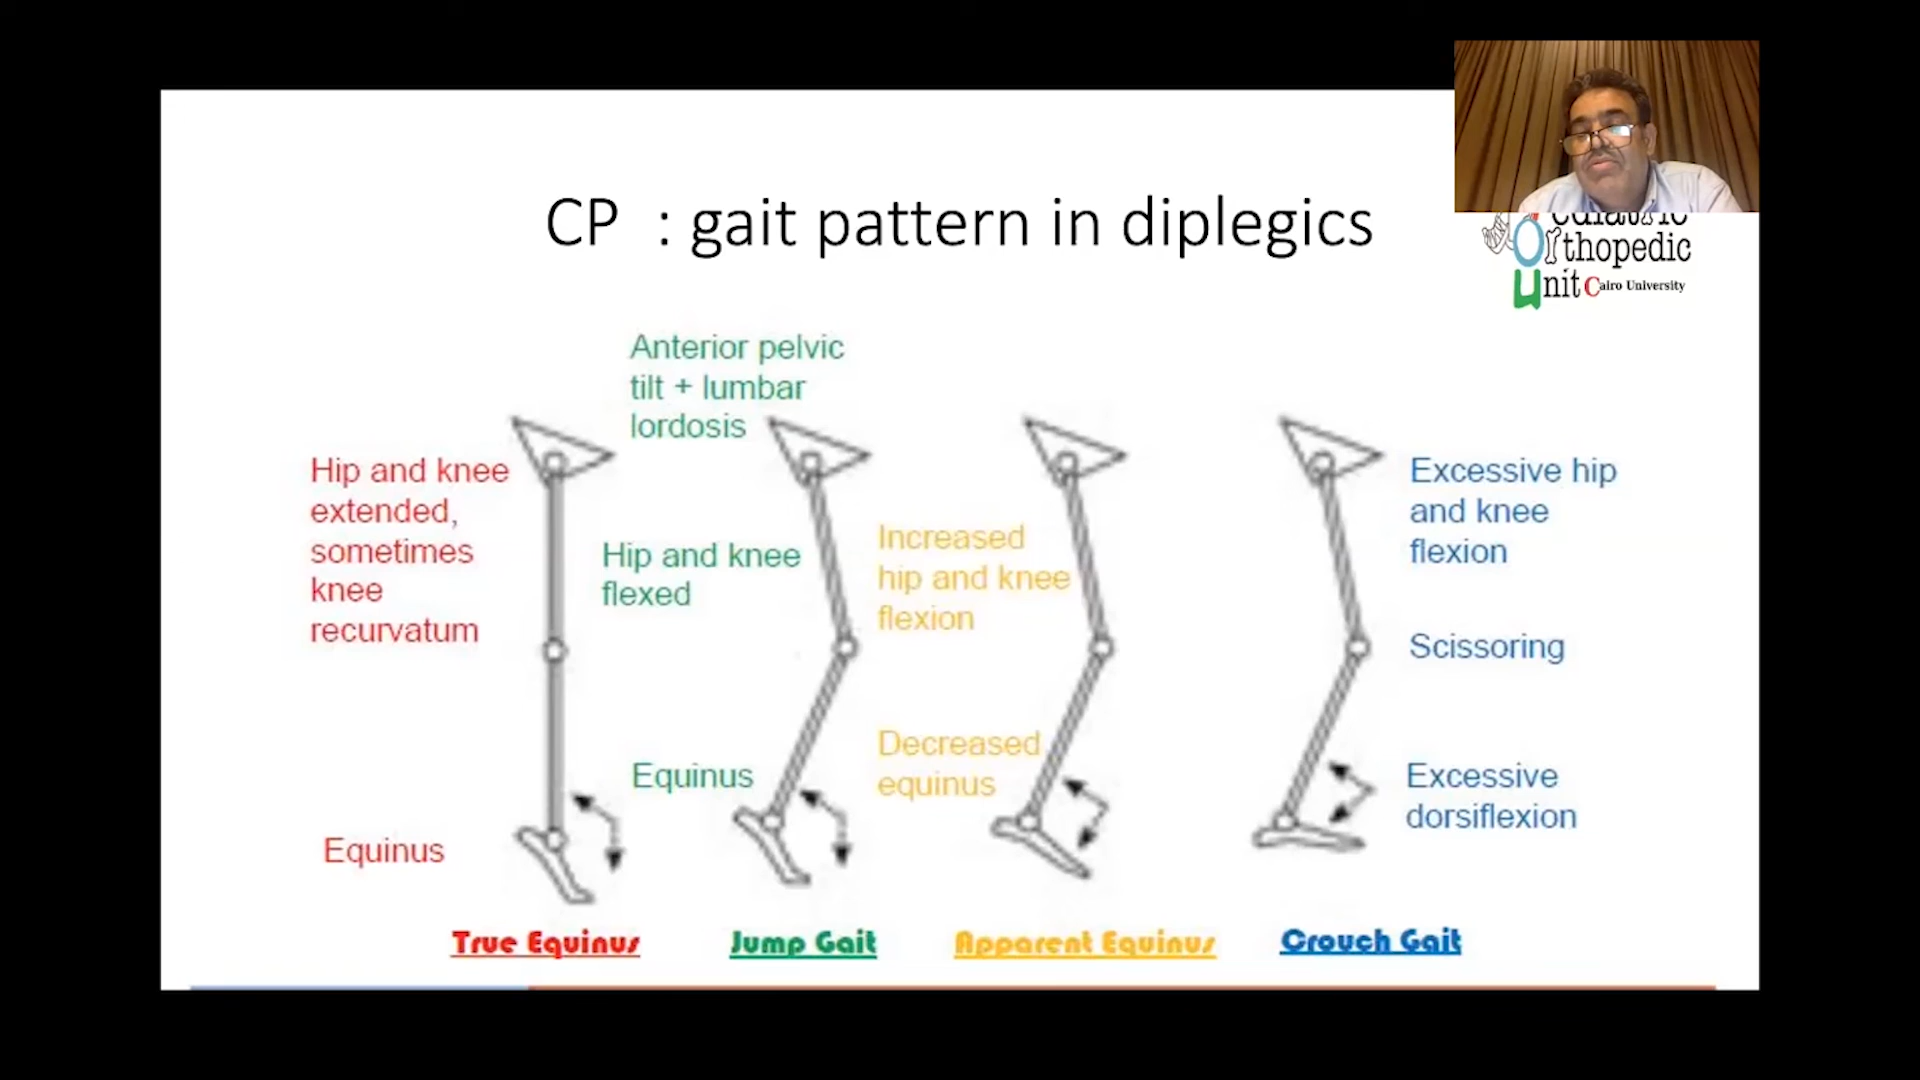 CP : gait pattern in diplegics
Orthopedic
Unit Cairo University
Anterior pelvic
tilt + lumbar
lordosis
Hip and knee
extended,
sometimes
knee
recurvatum
Equinus
Hip and knee
flexed
Equinus
Increased
hip and knee
flexion
Decreased
equinus
Excessive hip
and knee
flexion
Scissoring
Excessive
dorsiflexion
True Equinus
Jump Gait
Apparent Equinus
Crouch Gait